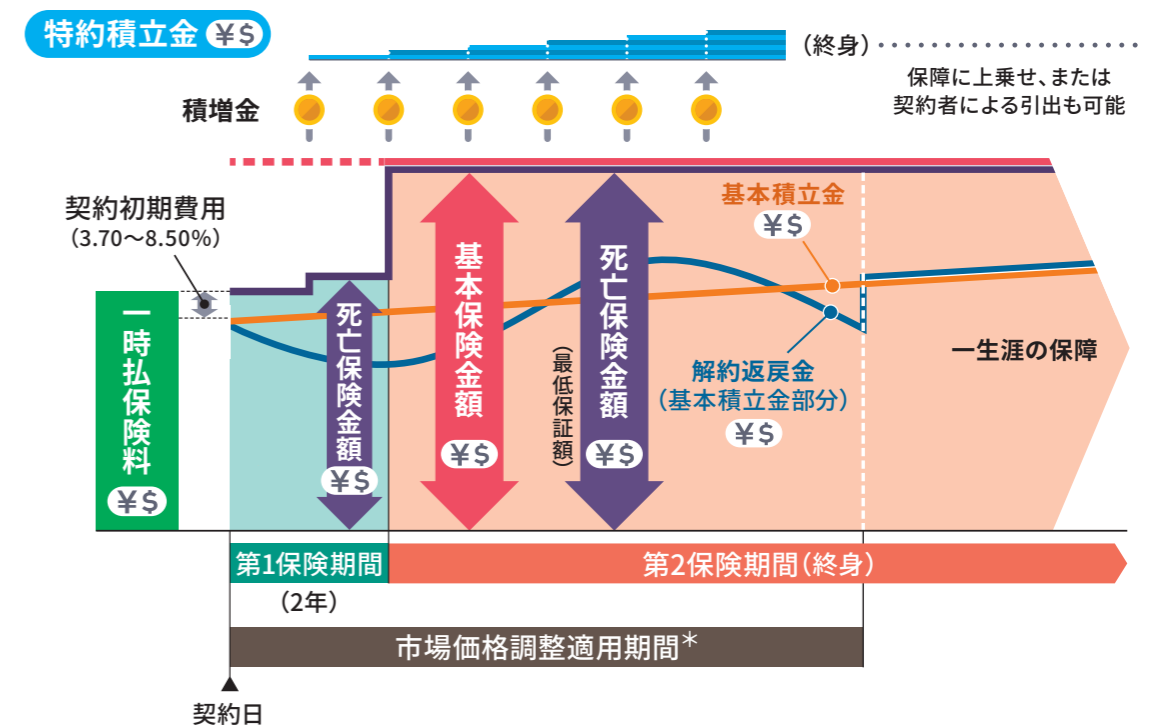 特約積立金 ¥$
(終身)
保障に上乗せ、または
契約者による引出も可能
積増金
契約初期費用
(3.70〜8.50%)
基本積立金
¥$
一時払保険料
¥$
死亡保険金額
¥$
基本保険金額
¥$
死亡保険金額
(最低保証額)
¥$
解約返戻金
(基本積立金部分)
¥$
一生涯の保障
第1保険期間
第2保険期間(終身)
(2年)
市場価格調整適用期間*
契約日